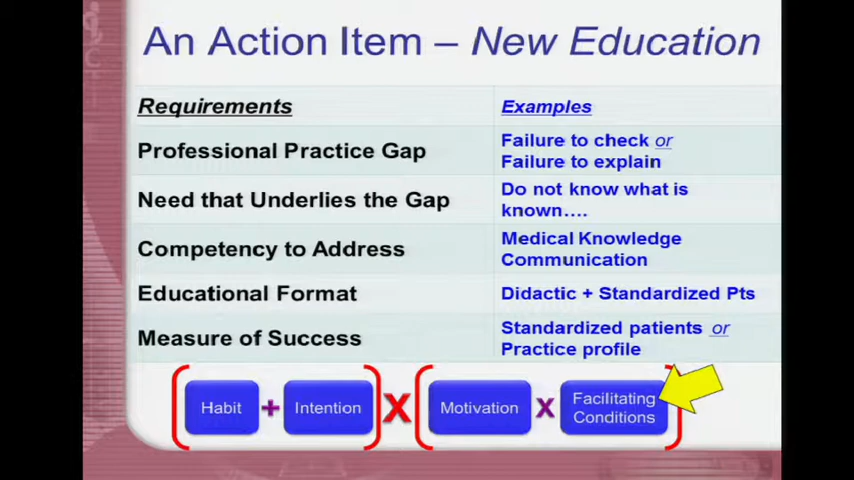 An Action Item – New Education
Requirements
Examples
Professional Practice Gap
Failure to check or
Failure to explain
Need that Underlies the Gap
Do not know what is
known….
Competency to Address
Medical Knowledge
Communication
Educational Format
Didactic + Standardized Pts
Measure of Success
Standardized patients or
Practice profile
Habit + Intention X Motivation X Facilitating
Conditions